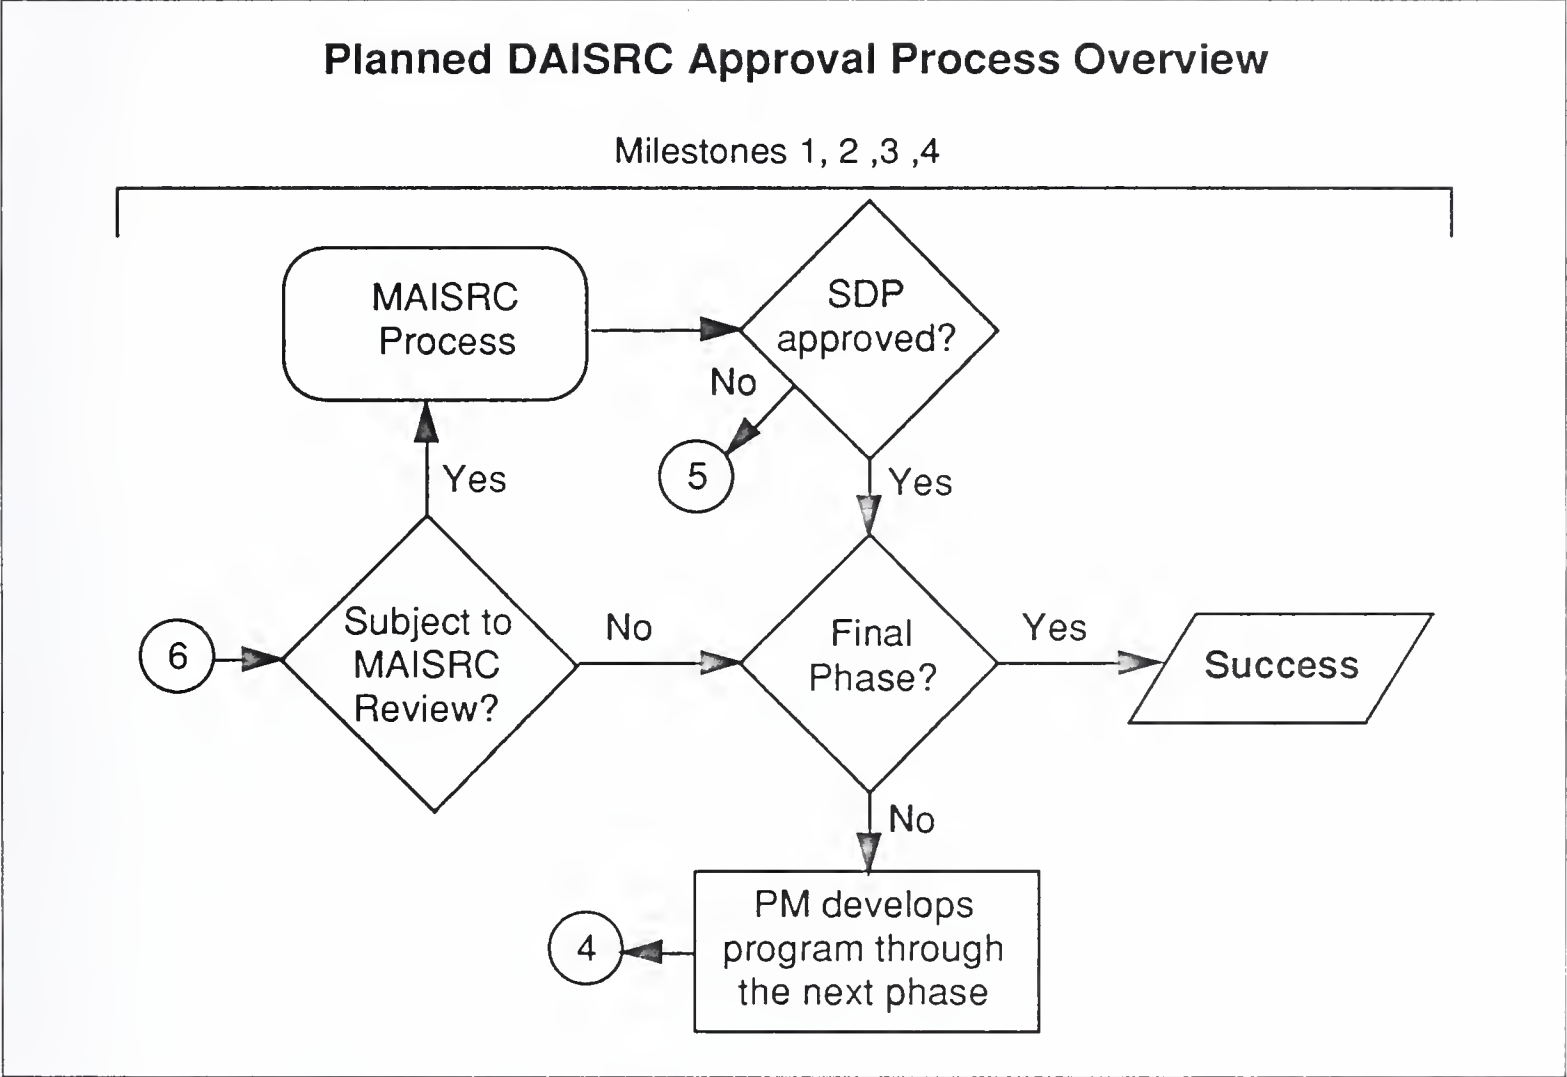 Planned DAISRC Approval Process Overview
Milestones 1, 2 ,3 ,4
MAISRC
Process
SDP
approved?
No
5
Yes
Yes
6
Subject to
MAISRC
Review?
No
Final
Phase?
Yes
Success
No
PM develops
program through
the next phase
4